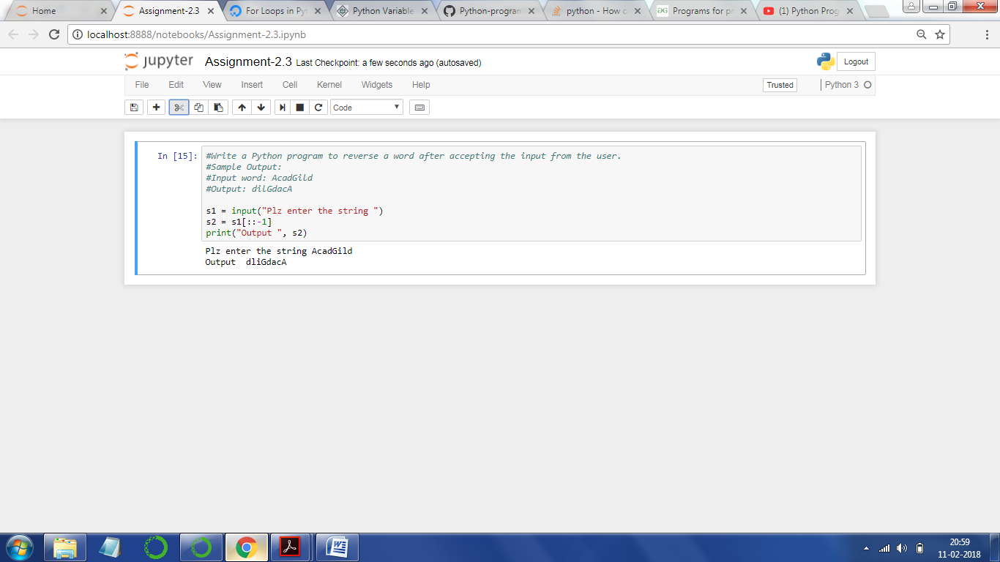 Home
Assignment-2.3
For Loops in Py
Python Variable
Python-program
python - How c
Programs for pr
(1) Python Prog
localhost:8888/notebooks/Assignment-2.3.ipynb
jupyter Assignment-2.3 Last Checkpoint: a few seconds ago (autosaved)
Logout
File Edit View Insert Cell Kernel Widgets Help
Trusted
Python 3
Code
In [15]: #Write a Python program to reverse a word after accepting the input from the user.
#Sample Output:
#Input word: AcadGild
#Output: dilGdacA
s1 = input("Plz enter the string ")
s2 = s1[::-1]
print("Output ", s2)
Plz enter the string AcadGild
Output  dliGdacA
20:59
11-02-2018